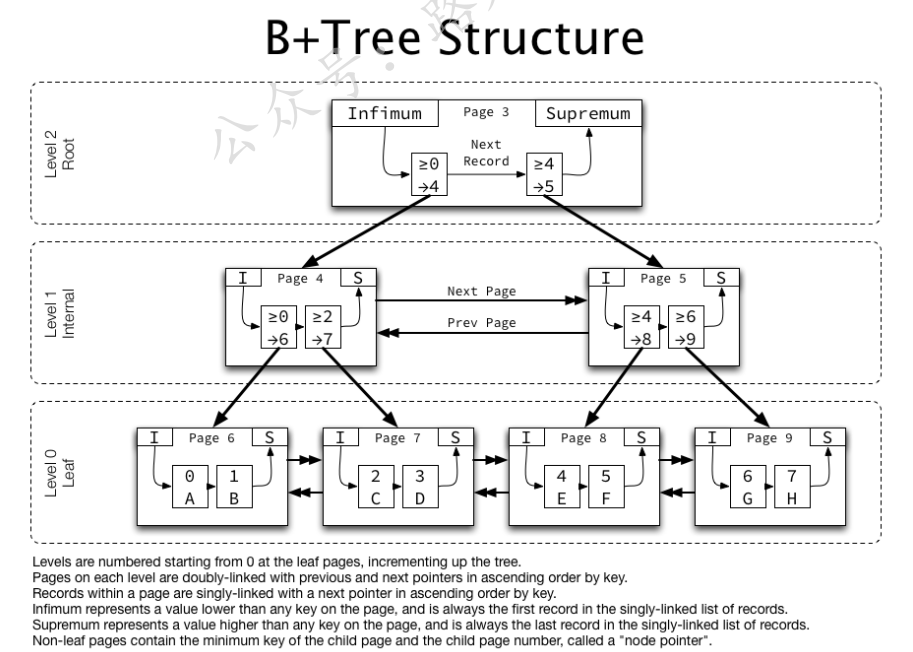 B+Tree Structure
公众号：路
Level 2
Root
Infimum
Page 3
Supremum
Next
Record
≥0
→4
≥4
→5
Level 1
Internal
I
Page 4
S
≥0
→6
≥2
→7
Next Page
Prev Page
I
Page 5
S
≥4
→8
≥6
→9
Level 0
Leaf
I
Page 6
S
0
A
1
B
I
Page 7
S
2
C
3
D
I
Page 8
S
4
E
5
F
I
Page 9
S
6
G
7
H
Levels are numbered starting from 0 at the leaf pages, incrementing up the tree.
Pages on each level are doubly-linked with previous and next pointers in ascending order by key.
Records within a page are singly-linked with a next pointer in ascending order by key.
Infimum represents a value lower than any key on the page, and is always the first record in the singly-linked list of records.
Supremum represents a value higher than any key on the page, and is always the last record in the singly-linked list of records.
Non-leaf pages contain the minimum key of the child page and the child page number, called a "node pointer".